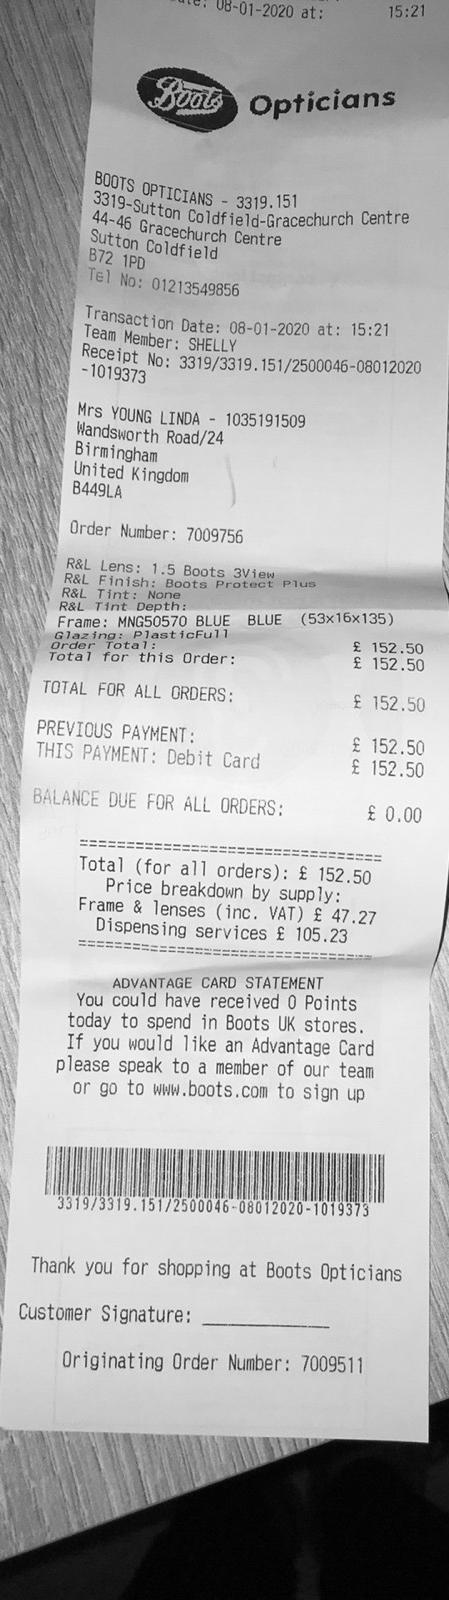 08-01-2020 at: 15:21
Boots Opticians
BOOTS OPTICIANS - 3319.151
3319-Sutton Coldfield-Gracechurch Centre
44-46 Gracechurch Centre
Sutton Coldfield
B72 1PD
Tel No: 01213549856
Transaction Date: 08-01-2020 at: 15:21
Team Member: SHELLY
Receipt No: 3319/3319.151/2500046-08012020
-1019373
Mrs YOUNG LINDA - 1035191509
Wandsworth Road/24
Birmingham
United Kingdom
B449LA
Order Number: 7009756
R&L Lens: 1.5 Boots 3View
R&L Finish: Boots Protect Plus
R&L Tint: None
R&L Tint Depth:
Frame: MNG50570 BLUE BLUE (53x16x135)
Glazing: PlasticFull
Order Total: £ 152.50
Total for this Order: £ 152.50
TOTAL FOR ALL ORDERS: £ 152.50
PREVIOUS PAYMENT: £ 152.50
THIS PAYMENT: Debit Card £ 152.50
BALANCE DUE FOR ALL ORDERS: £ 0.00
==================================
Total (for all orders): £ 152.50
Price breakdown by supply:
Frame & lenses (inc. VAT) £ 47.27
Dispensing services £ 105.23
==================================
ADVANTAGE CARD STATEMENT
You could have received 0 Points
today to spend in Boots UK stores.
If you would like an Advantage Card
please speak to a member of our team
or go to www.boots.com to sign up
3319/3319.151/2500046-08012020-1019373
Thank you for shopping at Boots Opticians
Customer Signature: ____________
Originating Order Number: 7009511